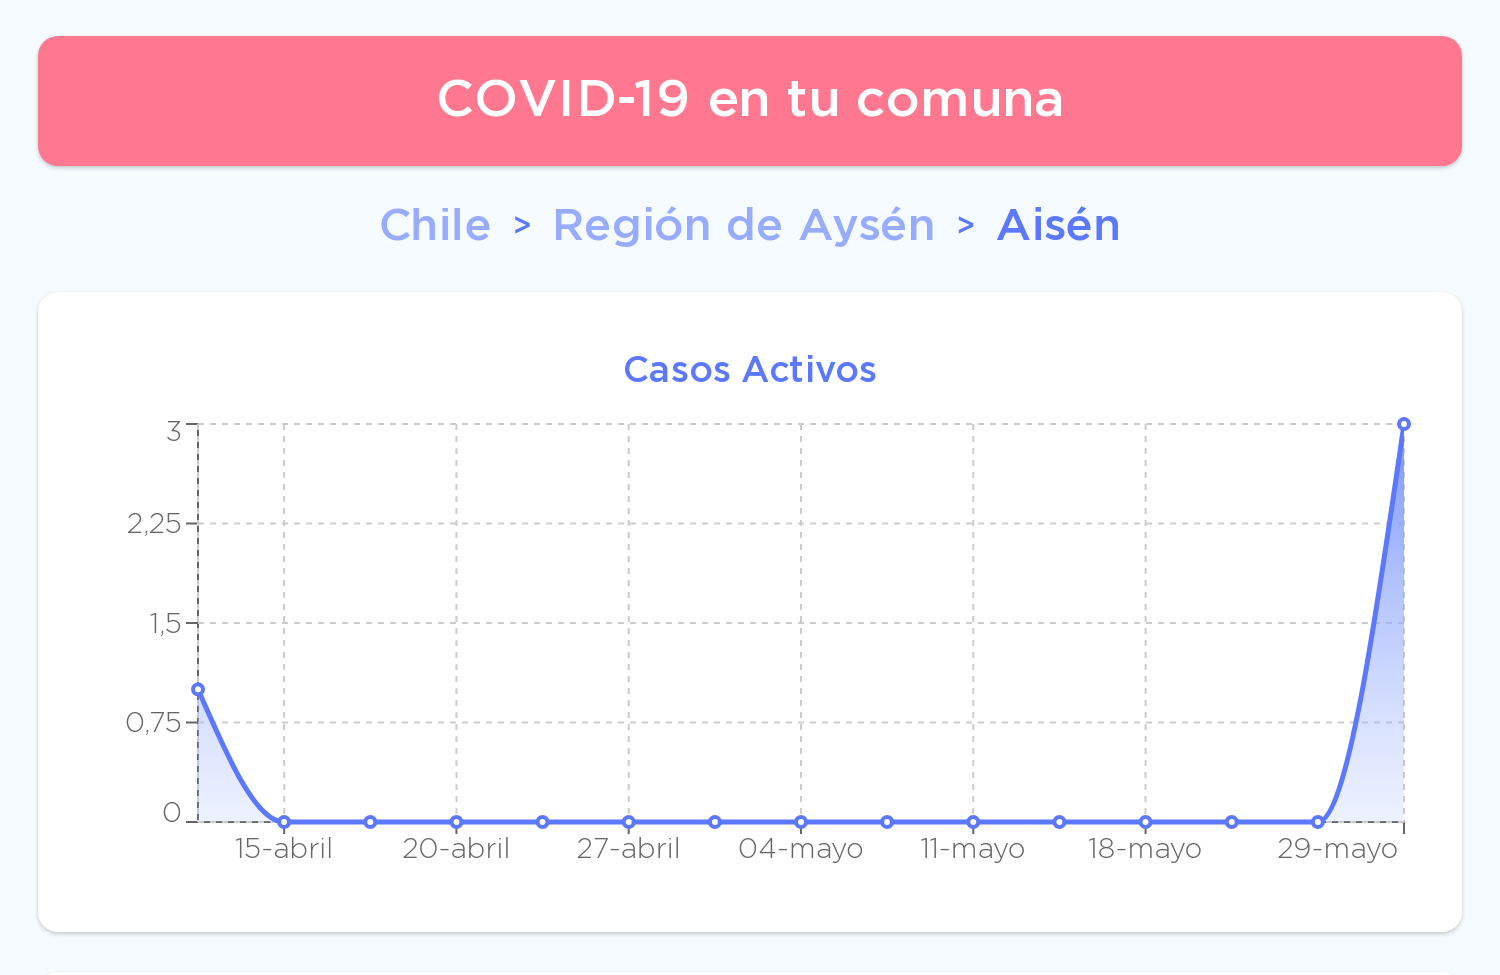 COVID-19 en tu comuna
Chile > Región de Aysén > Aisén
Casos Activos
3
2,25
1,5
0,75
0
15-abril 20-abril 27-abril 04-mayo 11-mayo 18-mayo 29-mayo